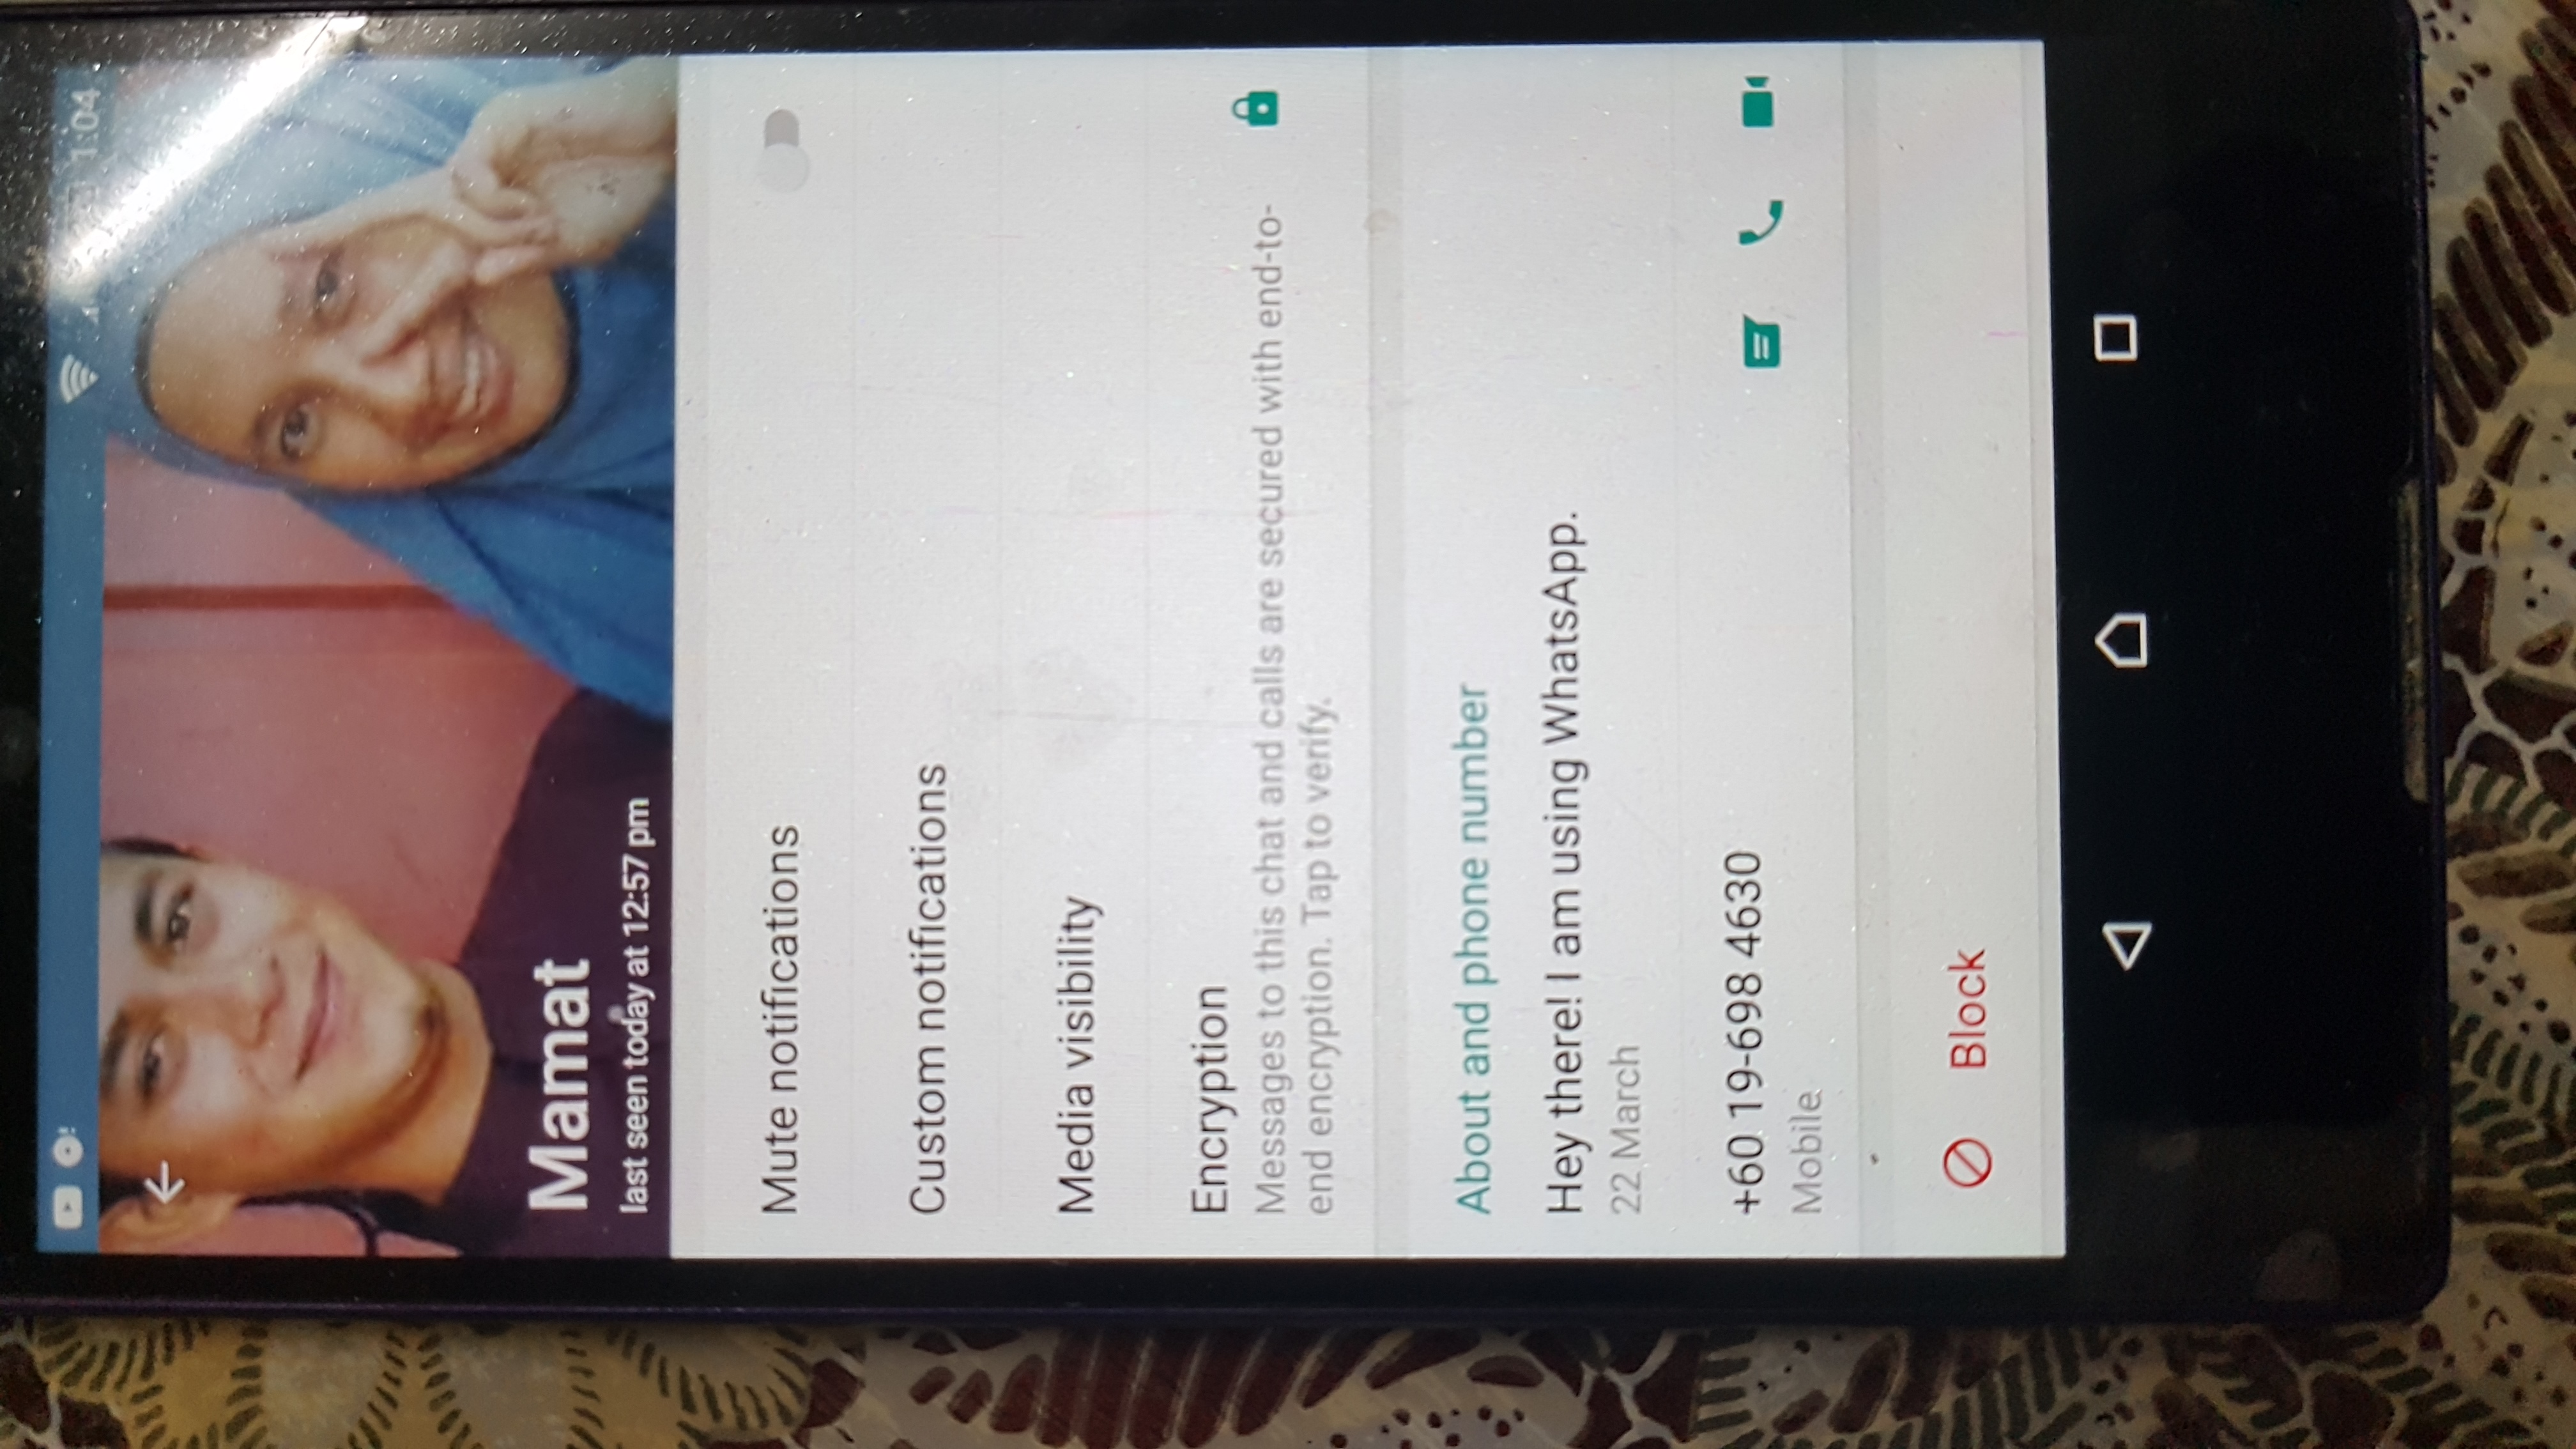 1:04
Mamat
last seen today at 12:57 pm
Mute notifications
Custom notifications
Media visibility
Encryption
Messages to this chat and calls are secured with end-to-
end encryption. Tap to verify.
About and phone number
Hey there! I am using WhatsApp.
22 March
+60 19-698 4630
Mobile
Block